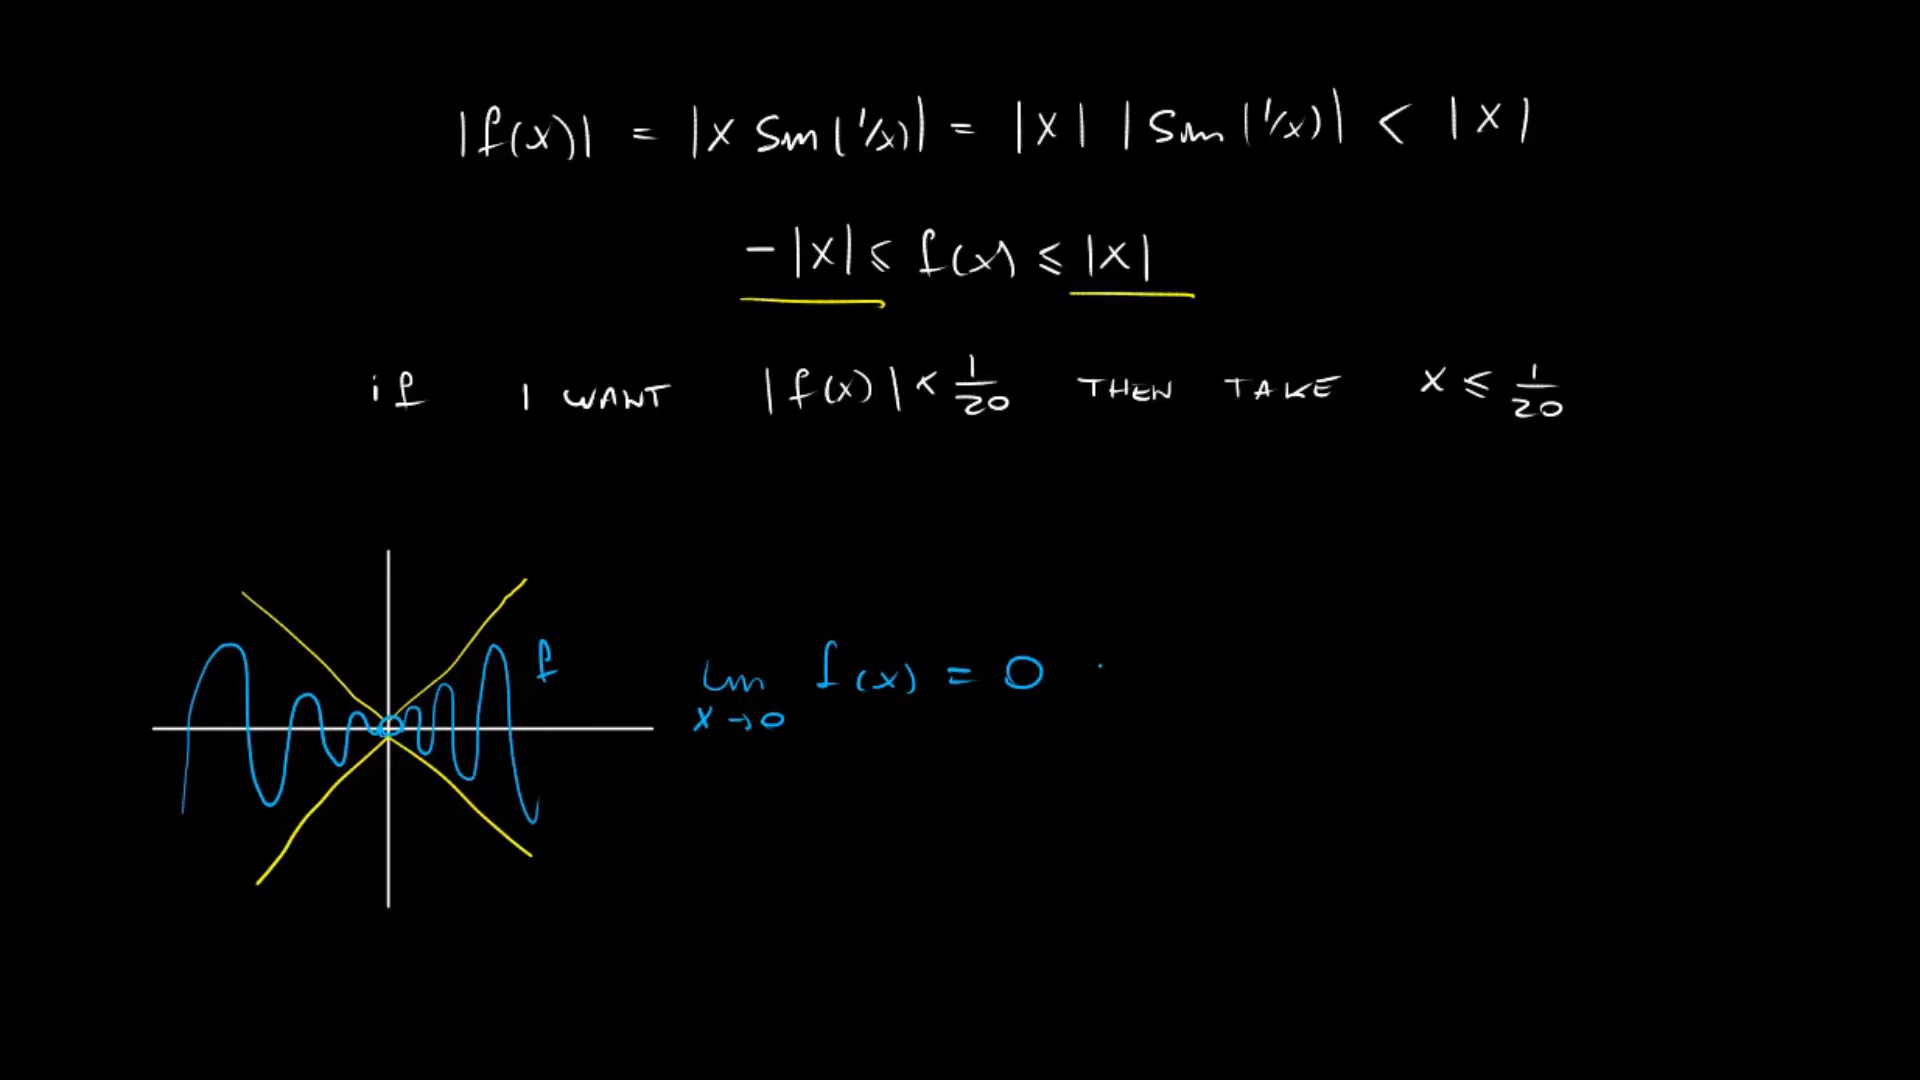 |f(x)| = |x sin(1/x)| = |x| |sin(1/x)| < |x|
-|x| ≤ f(x) ≤ |x|
if I WANT |f(x)| < 1/20 THEN TAKE x ≤ 1/20
f
lim x→0 f(x) = 0